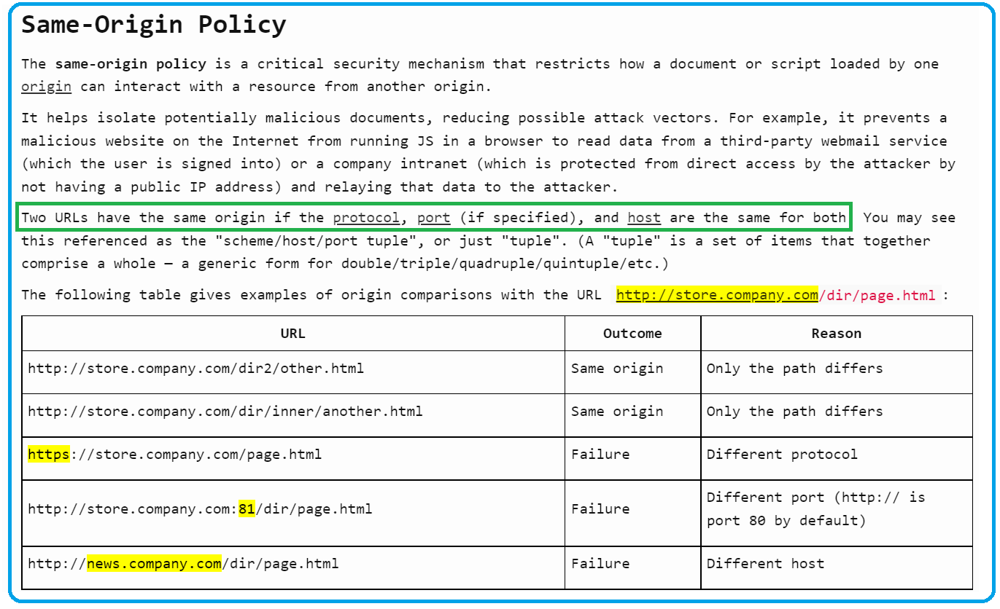 Same-Origin Policy
The same-origin policy is a critical security mechanism that restricts how a document or script loaded by one
origin can interact with a resource from another origin.
It helps isolate potentially malicious documents, reducing possible attack vectors. For example, it prevents a
malicious website on the Internet from running JS in a browser to read data from a third-party webmail service
(which the user is signed into) or a company intranet (which is protected from direct access by the attacker by
not having a public IP address) and relaying that data to the attacker.
Two URLs have the same origin if the protocol, port (if specified), and host are the same for both You may see
this referenced as the "scheme/host/port tuple", or just "tuple". (A "tuple" is a set of items that together
comprise a whole — a generic form for double/triple/quadruple/quintuple/etc.)
The following table gives examples of origin comparisons with the URL http://store.company.com/dir/page.html :
URL Outcome Reason
http://store.company.com/dir2/other.html Same origin Only the path differs
http://store.company.com/dir/inner/another.html Same origin Only the path differs
https://store.company.com/page.html Failure Different protocol
http://store.company.com:81/dir/page.html Failure Different port (http:// is
port 80 by default)
http://news.company.com/dir/page.html Failure Different host